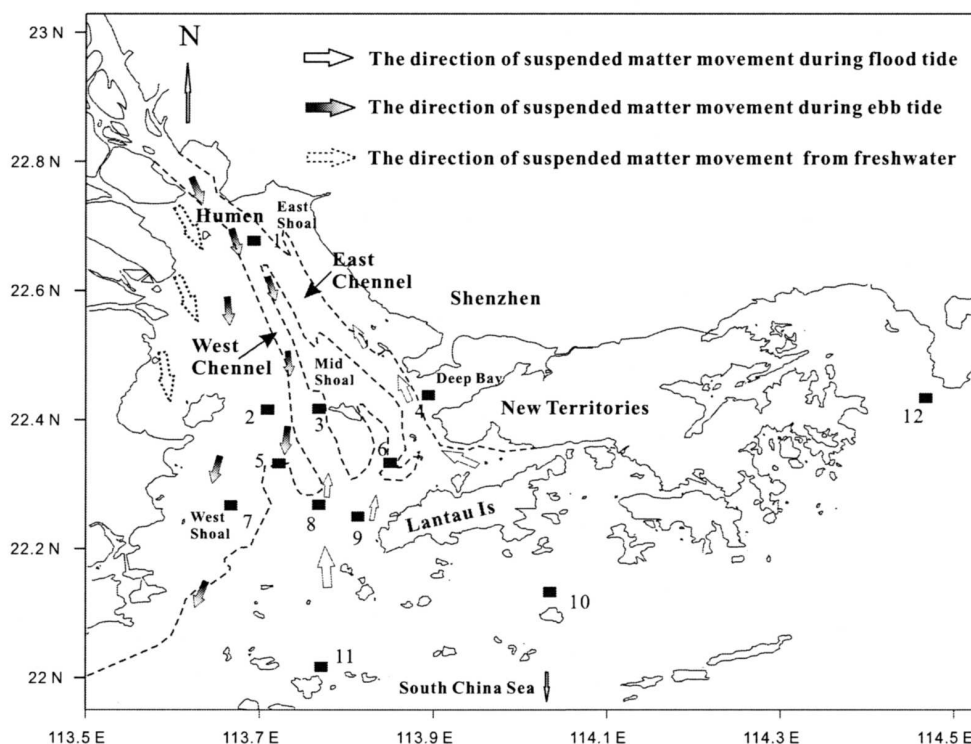 23 N
N
The direction of suspended matter movement during flood tide
The direction of suspended matter movement during ebb tide
The direction of suspended matter movement from freshwater
22.8 N
Humen
East
Shoal
1
East
Chennel
22.6 N
Shenzhen
West
Chennel
Mid
Shoal
Deep Bay
New Territories
2
3
4
12
22.4 N
5
6
7
8
9
West
Shoal
Lantau Is
22.2 N
10
11
South China Sea
22 N
113.5 E
113.7 E
113.9 E
114.1 E
114.3 E
114.5 E